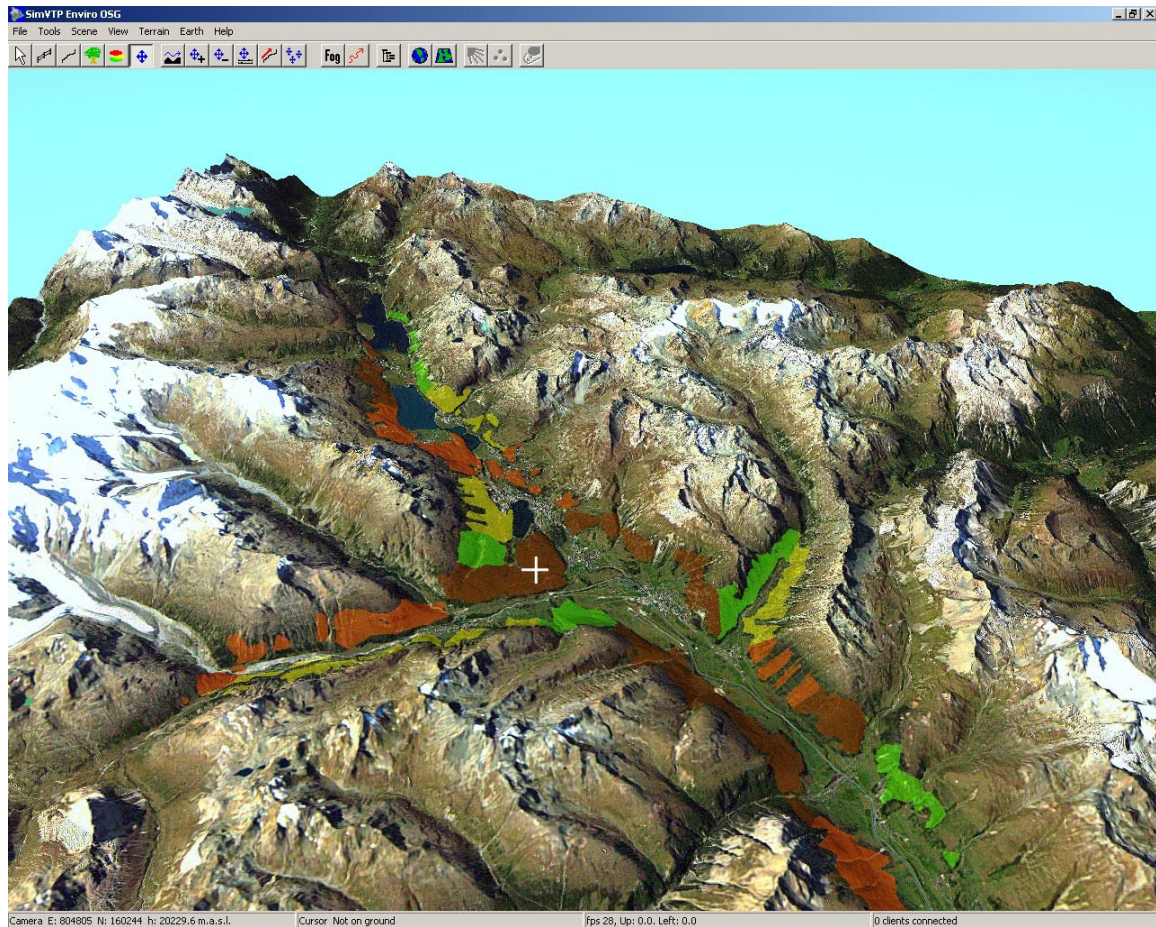 SimVTP Enviro OSG
File Tools Scene View Terrain Earth Help
Fog
Camera E: 804805 N: 160244 h: 20229.6 m.a.s.l. Cursor Not on ground fps 28, Up: 0.0. Left: 0.0 0 clients connected